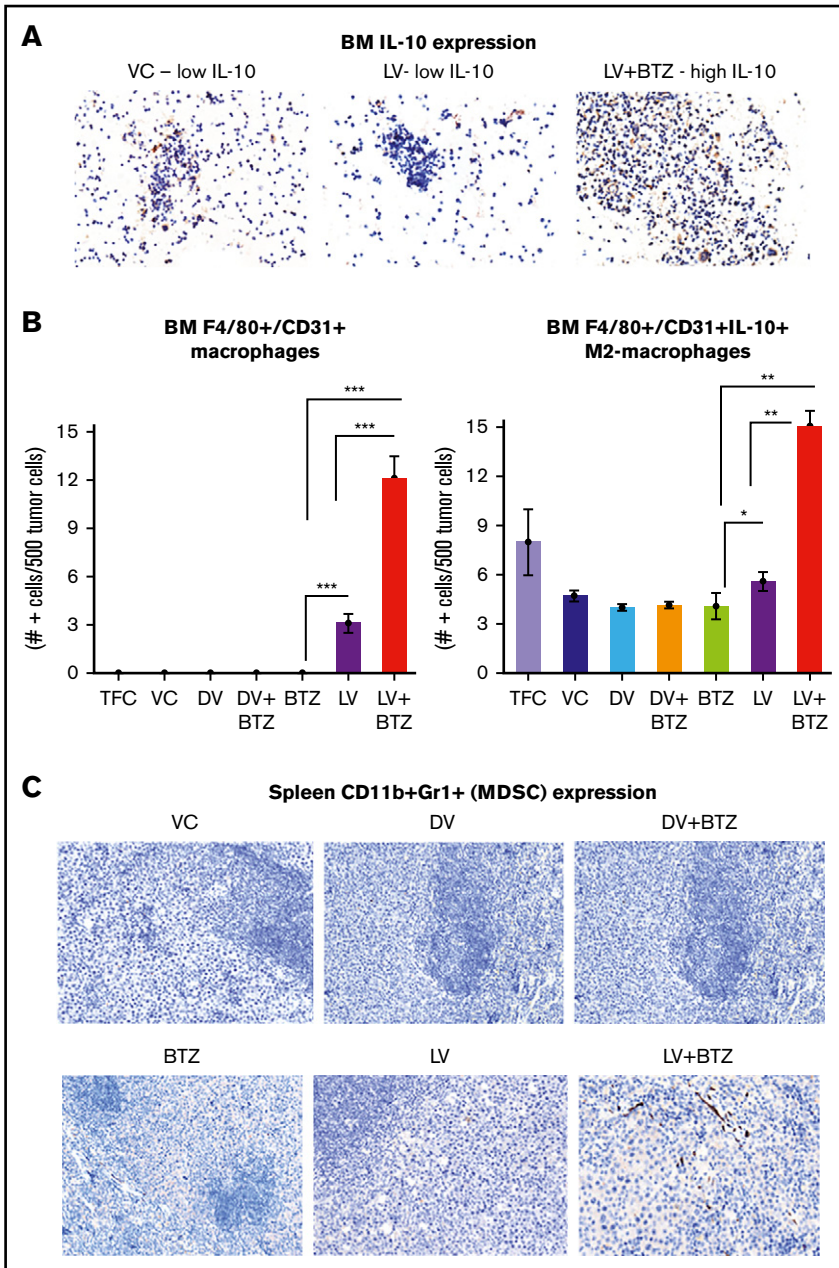 A
BM IL-10 expression
VC – low IL-10
LV- low IL-10
LV+BTZ - high IL-10
B
BM F4/80+/CD31+
macrophages
(# + cells/500 tumor cells)
15
12
9
6
3
0
***
***
***
TFC
VC
DV
DV+
BTZ
BTZ
LV
LV+
BTZ
BM F4/80+/CD31+IL-10+
M2-macrophages
(# + cells/500 tumor cells)
15
12
9
6
3
0
**
**
*
TFC
VC
DV
DV+
BTZ
BTZ
LV
LV+
BTZ
C
Spleen CD11b+Gr1+ (MDSC) expression
VC
DV
DV+BTZ
BTZ
LV
LV+BTZ